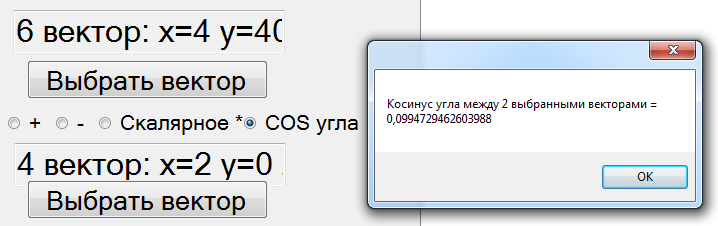 6 вектор: x=4 y=40
Выбрать вектор
+ - Скалярное * COS угла
4 вектор: x=2 y=0
Выбрать вектор
Косинус угла между 2 выбранными векторами =
0,0994729462603988
OK